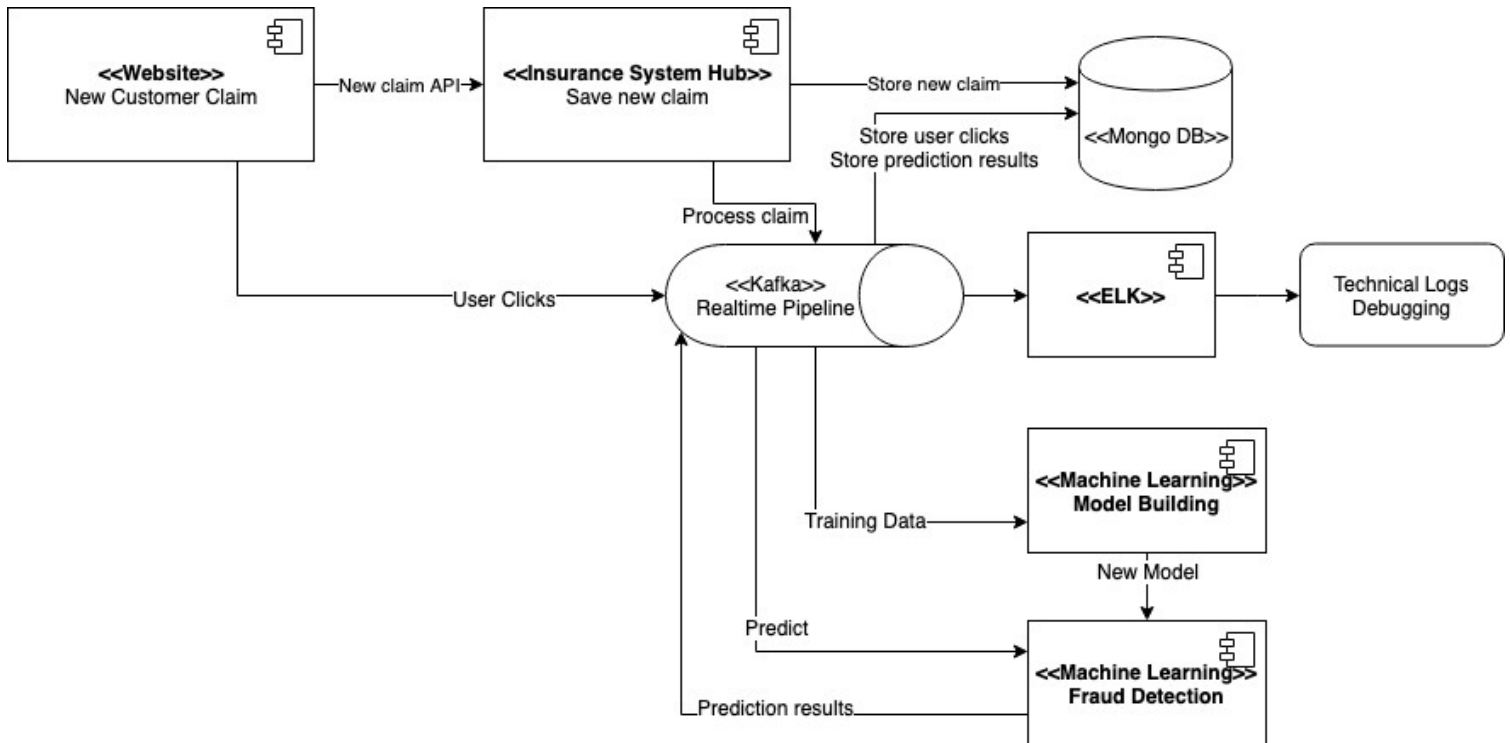 <<Website>>
New Customer Claim
New claim API
<<Insurance System Hub>>
Save new claim
Store new claim
<<Mongo DB>>
Store user clicks
Store prediction results
Process claim
User Clicks
<<Kafka>>
Realtime Pipeline
<<ELK>>
Technical Logs
Debugging
<<Machine Learning>>
Model Building
Training Data
New Model
Predict
<<Machine Learning>>
Fraud Detection
Prediction results